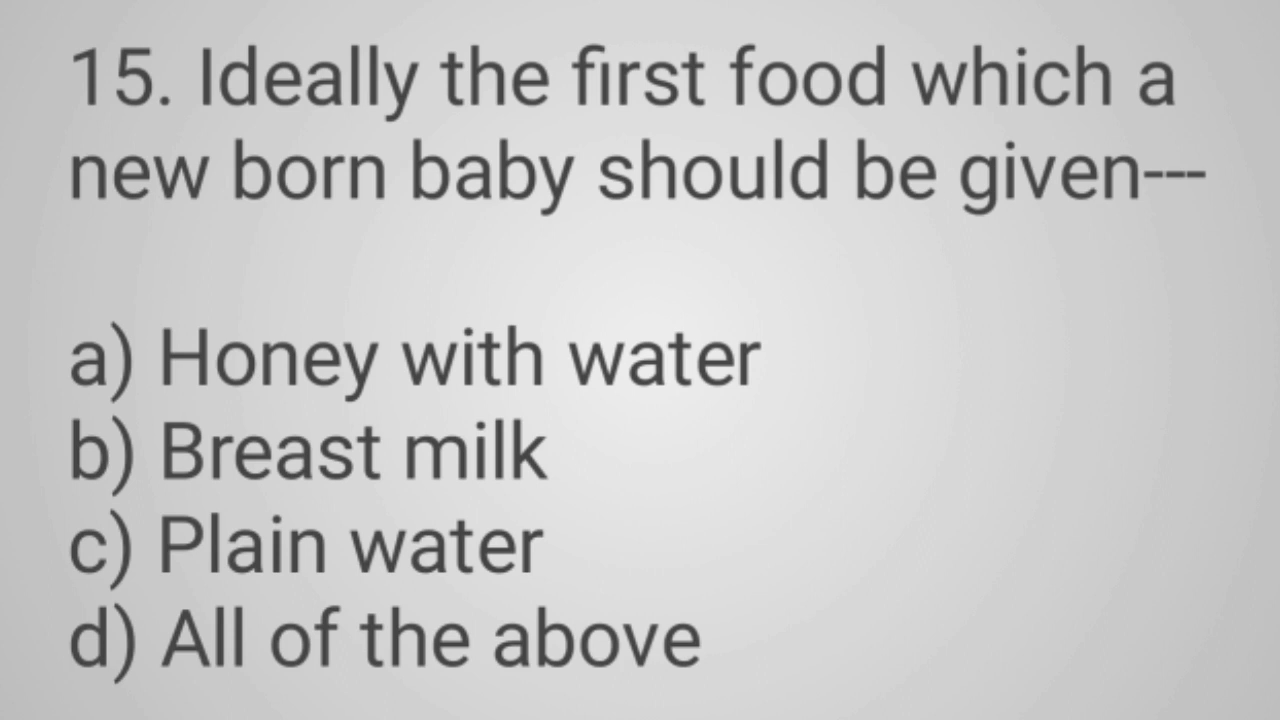 15. Ideally the first food which a
new born baby should be given---
a) Honey with water
b) Breast milk
c) Plain water
d) All of the above